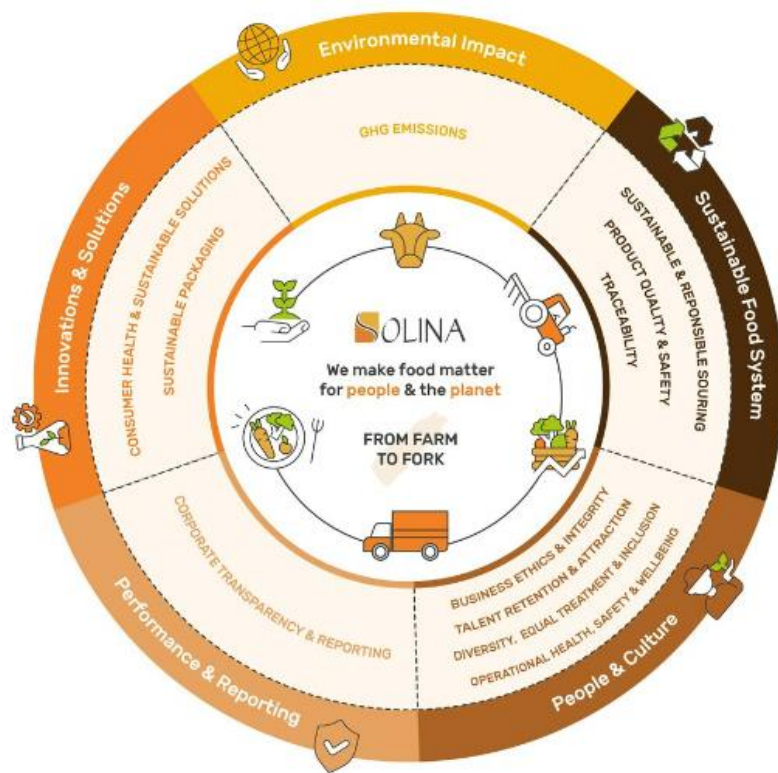 Environmental Impact
GHG EMISSIONS
Sustainable Food System
SUSTAINABLE & REPONSIBLE SOURING
PRODUCT QUALITY & SAFETY
TRACEABILITY
People & Culture
BUSINESS ETHICS & INTEGRITY
TALENT RETENTION & ATTRACTION
DIVERSITY, EQUAL TREATMENT & INCLUSION
OPERATIONAL HEALTH, SAFETY & WELLBEING
Performance & Reporting
CORPORATE TRANSPARENCY & REPORTING
Innovations & Solutions
CONSUMER HEALTH & SUSTAINABLE SOLUTIONS
SUSTAINABLE PACKAGING
SOLINA
We make food matter
for people & the planet
FROM FARM
TO FORK